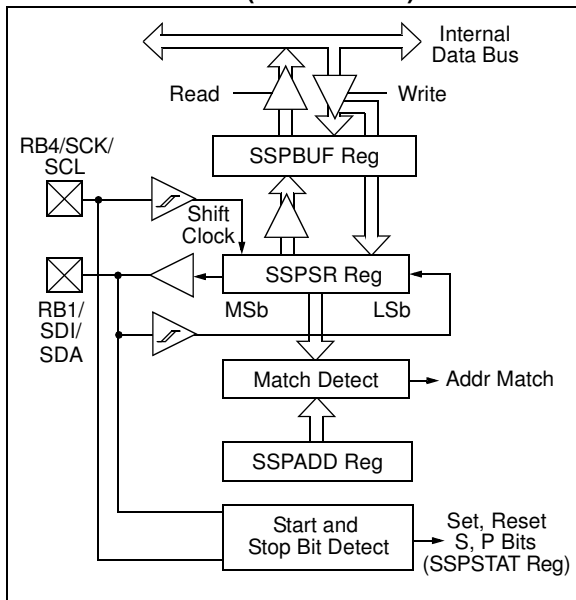 Internal
Data Bus
Read
Write
RB4/SCK/
SCL
SSPBUF Reg
Shift
Clock
SSPSR Reg
MSb
LSb
RB1/
SDI/
SDA
Match Detect
Addr Match
SSPADD Reg
Start and
Stop Bit Detect
Set, Reset
S, P Bits
(SSPSTAT Reg)